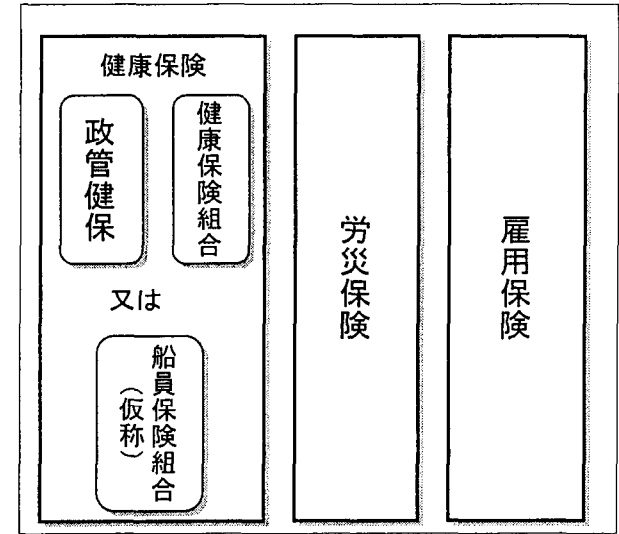 健康保険
政管健保
健康保険組合
又は
船員保険組合
（仮称）
労災保険
雇用保険